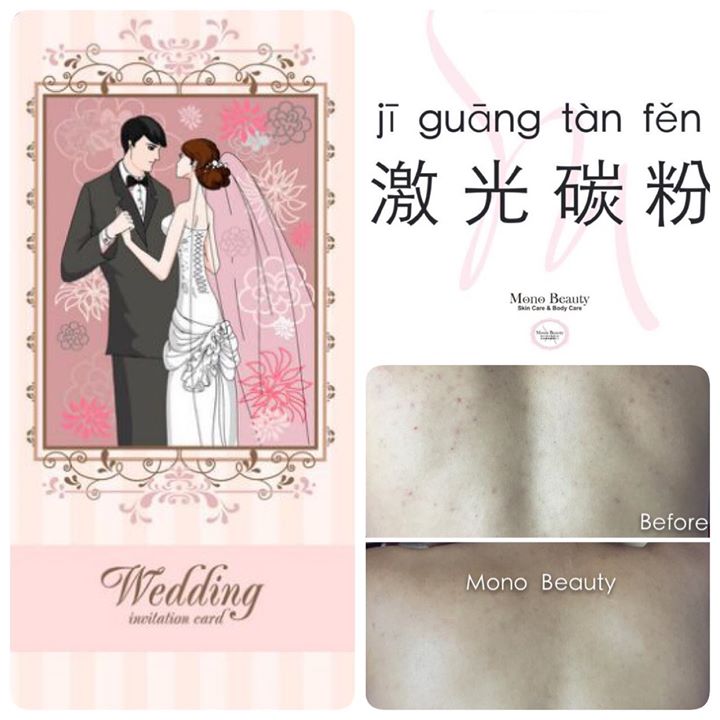 Wedding
invitation card
jī guāng tàn fěn
激光碳粉
Mono Beauty
Skin Care & Body Care
Mono Beauty
Before
Mono Beauty